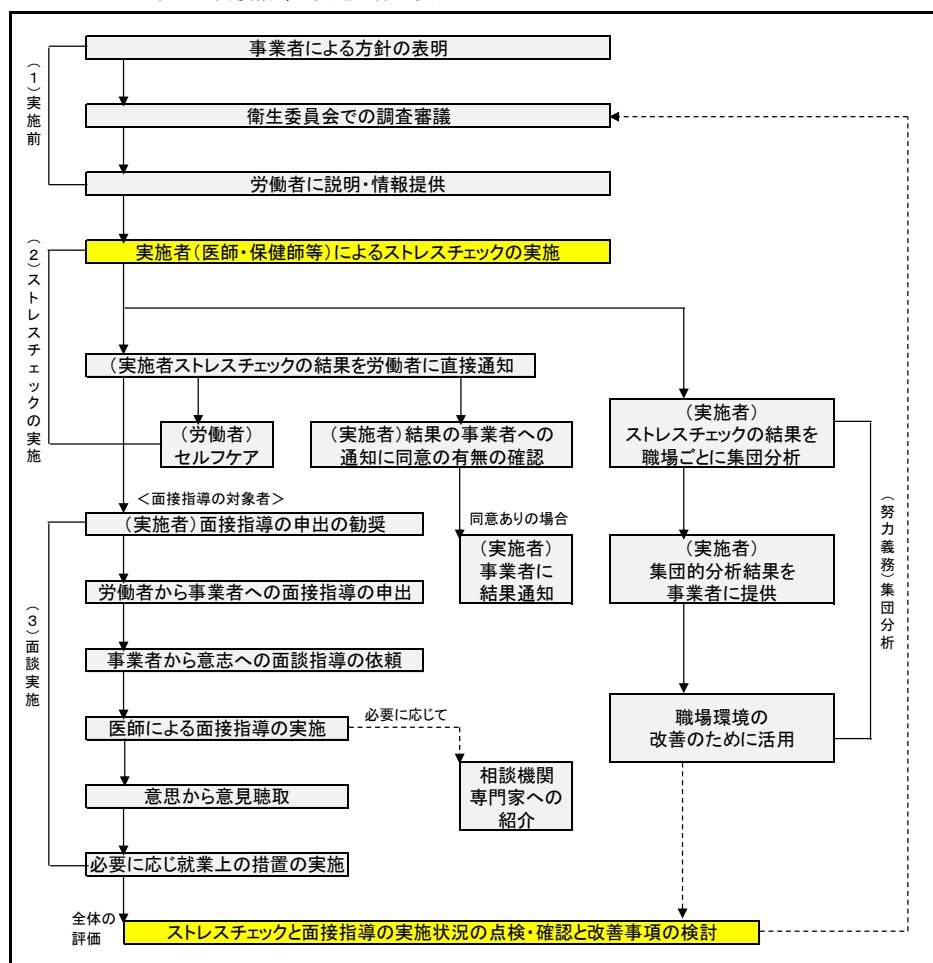 (1)実施前
事業者による方針の表明
衛生委員会での調査審議
労働者に説明・情報提供
(2)ストレスチェックの実施
実施者(医師・保健師等)によるストレスチェックの実施
(実施者ストレスチェックの結果を労働者に直接通知
(労働者)
セルフケア
(実施者)結果の事業者への
通知に同意の有無の確認
(実施者)
ストレスチェックの結果を
職場ごとに集団分析
<面接指導の対象者>
(実施者)面接指導の申出の勧奨
同意ありの場合
(実施者)
事業者に
結果通知
(実施者)
集団的分析結果を
事業者に提供
(努力義務)集団分析
(3)面談実施
労働者から事業者への面接指導の申出
事業者から意志への面談指導の依頼
医師による面接指導の実施
必要に応じて
相談機関
専門家への
紹介
職場環境の
改善のために活用
意思から意見聴取
必要に応じ就業上の措置の実施
全体の
評価
ストレスチェックと面接指導の実施状況の点検・確認と改善事項の検討